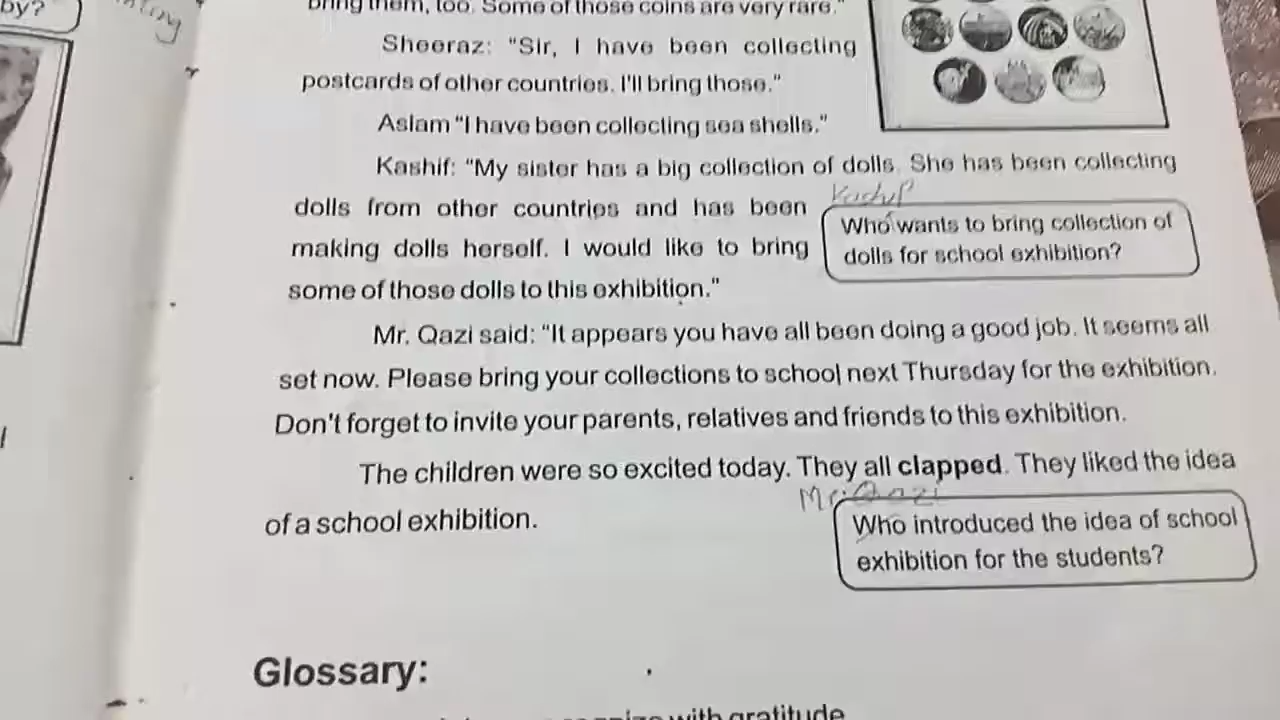 by?
bring them, too. Some of those coins are very rare."
Sheeraz: "Sir, I have been collecting
postcards of other countries. I'll bring those."
Aslam "I have been collecting sea shells."
Kashif: "My sister has a big collection of dolls. She has been collecting
dolls from other countries and has been
making dolls herself. I would like to bring
some of those dolls to this exhibition."
Kashif
Who wants to bring collection of
dolls for school exhibition?
Mr. Qazi said: "It appears you have all been doing a good job. It seems all
set now. Please bring your collections to school next Thursday for the exhibition.
Don't forget to invite your parents, relatives and friends to this exhibition.
The children were so excited today. They all clapped. They liked the idea
of a school exhibition.
Mr. Qazi
Who introduced the idea of school
exhibition for the students?
Glossary:
with gratitude